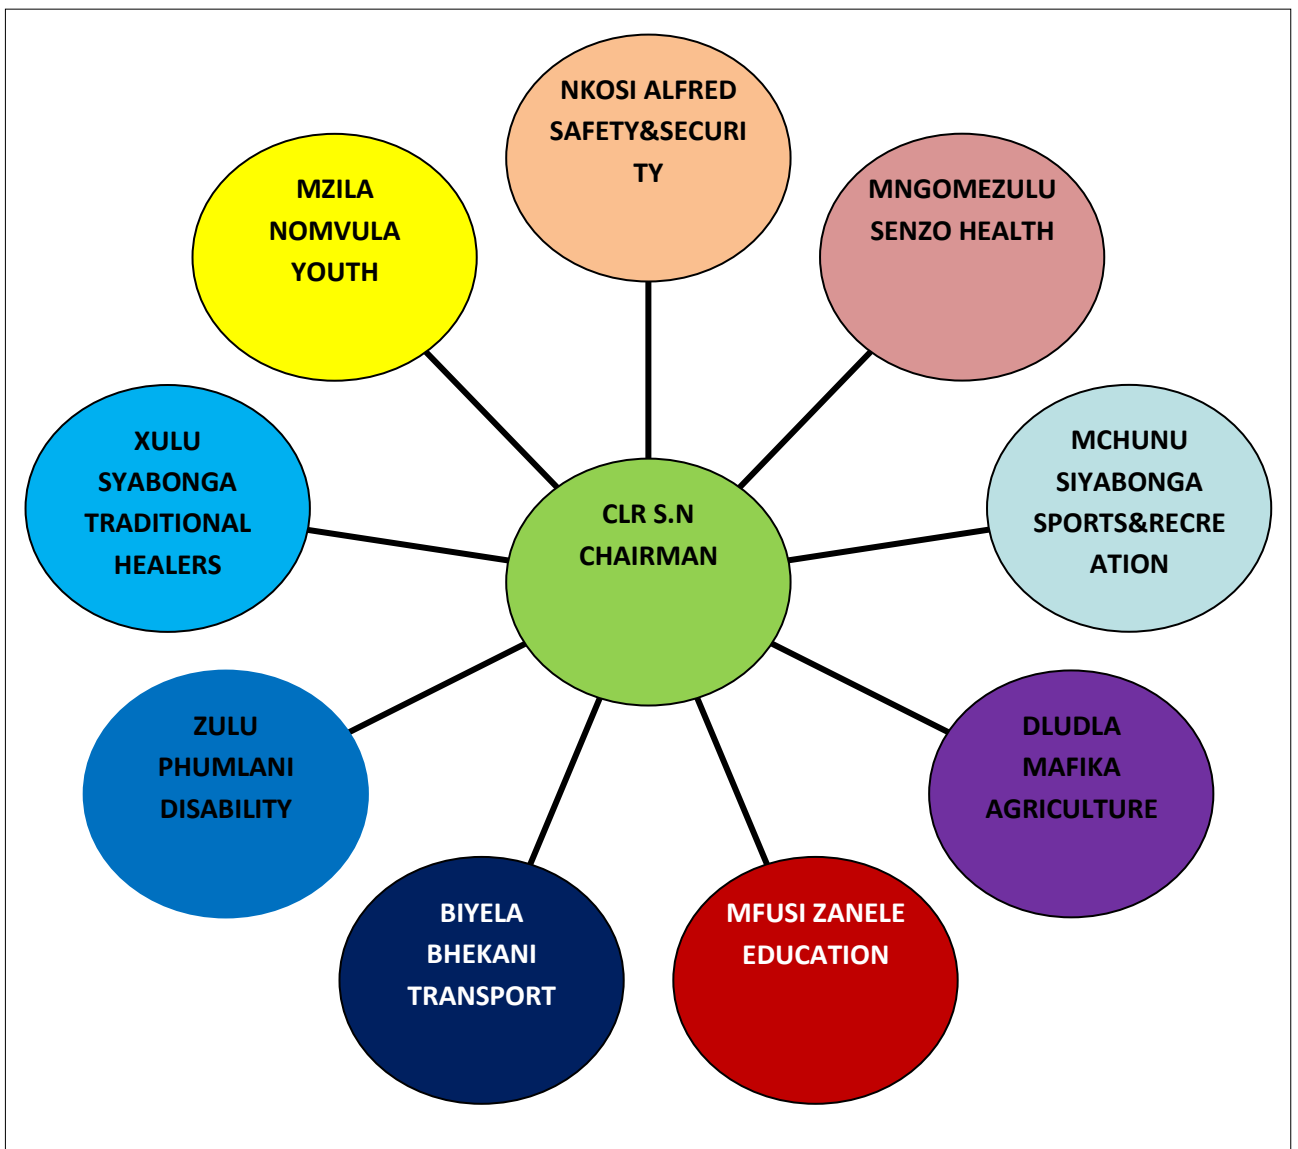 NKOSI ALFRED
SAFETY&SECURI
TY
MNGOMEZULU
SENZO HEALTH
MCHUNU
SIYABONGA
SPORTS&RECRE
ATION
DLUDLA
MAFIKA
AGRICULTURE
MFUSI ZANELE
EDUCATION
BIYELA
BHEKANI
TRANSPORT
ZULU
PHUMLANI
DISABILITY
XULU
SYABONGA
TRADITIONAL
HEALERS
MZILA
NOMVULA
YOUTH
CLR S.N
CHAIRMAN